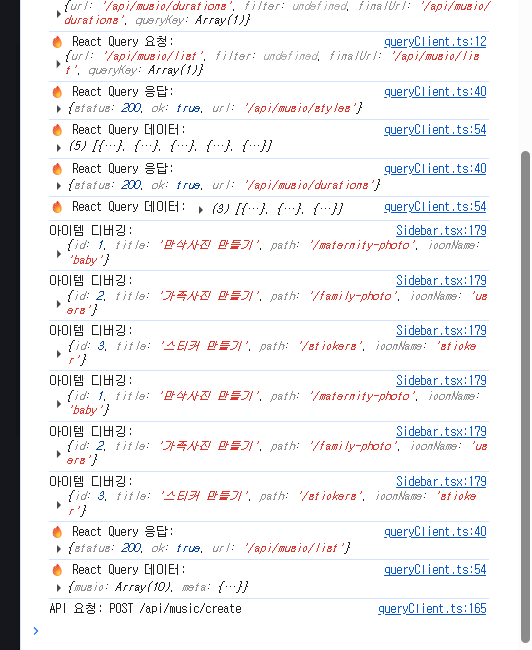 {url: '/api/music/durations', filter: undefined, finalUrl: '/api/music/
durations', queryKey: Array(1)}
🔥 React Query 요청: queryClient.ts:12
{url: '/api/music/list', filter: undefined, finalUrl: '/api/music/lis
t', queryKey: Array(1)}
🔥 React Query 응답: queryClient.ts:40
{status: 200, ok: true, url: '/api/music/styles'}
🔥 React Query 데이터: queryClient.ts:54
(5) [{…}, {…}, {…}, {…}, {…}]
🔥 React Query 응답: queryClient.ts:40
{status: 200, ok: true, url: '/api/music/durations'}
🔥 React Query 데이터: (3) [{…}, {…}, {…}] queryClient.ts:54
아이템 디버깅: Sidebar.tsx:179
{id: 1, title: '만삭사진 만들기', path: '/maternity-photo', iconName:
'baby'}
아이템 디버깅: Sidebar.tsx:179
{id: 2, title: '가족사진 만들기', path: '/family-photo', iconName: 'us
ers'}
아이템 디버깅: Sidebar.tsx:179
{id: 3, title: '스티커 만들기', path: '/stickers', iconName: 'sticke
r'}
아이템 디버깅: Sidebar.tsx:179
{id: 1, title: '만삭사진 만들기', path: '/maternity-photo', iconName:
'baby'}
아이템 디버깅: Sidebar.tsx:179
{id: 2, title: '가족사진 만들기', path: '/family-photo', iconName: 'us
ers'}
아이템 디버깅: Sidebar.tsx:179
{id: 3, title: '스티커 만들기', path: '/stickers', iconName: 'sticke
r'}
🔥 React Query 응답: queryClient.ts:40
{status: 200, ok: true, url: '/api/music/list'}
🔥 React Query 데이터: queryClient.ts:54
{music: Array(10), meta: {…}}
API 요청: POST /api/music/create queryClient.ts:165